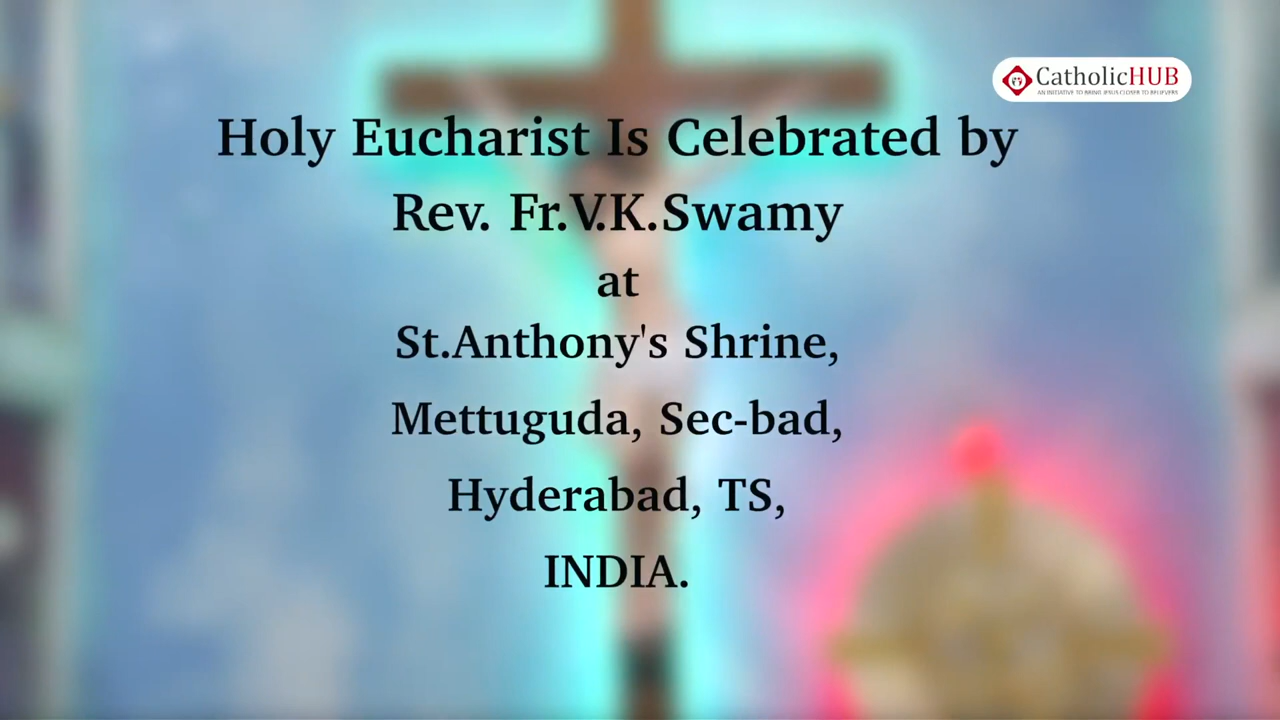 CatholicHUB
AN INITIATIVE TO BRING JESUS CLOSER TO BELIEVERS
Holy Eucharist Is Celebrated by
Rev. Fr.V.K.Swamy
at
St.Anthony's Shrine,
Mettuguda, Sec-bad,
Hyderabad, TS,
INDIA.